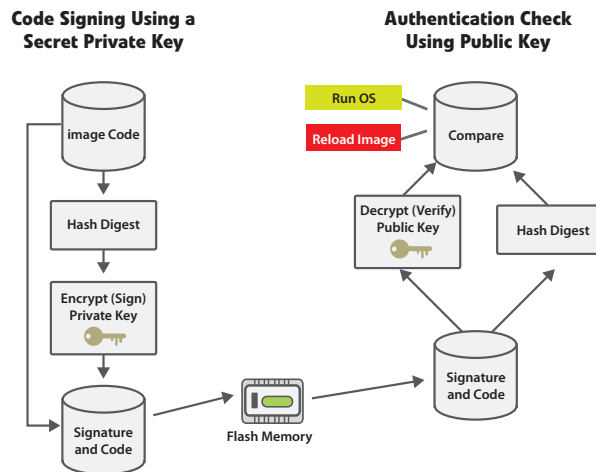 Code Signing Using a
Secret Private Key
image Code
Hash Digest
Encrypt (Sign)
Private Key
Signature
and Code
Flash Memory
Authentication Check
Using Public Key
Run OS
Reload Image
Compare
Decrypt (Verify)
Public Key
Hash Digest
Signature
and Code